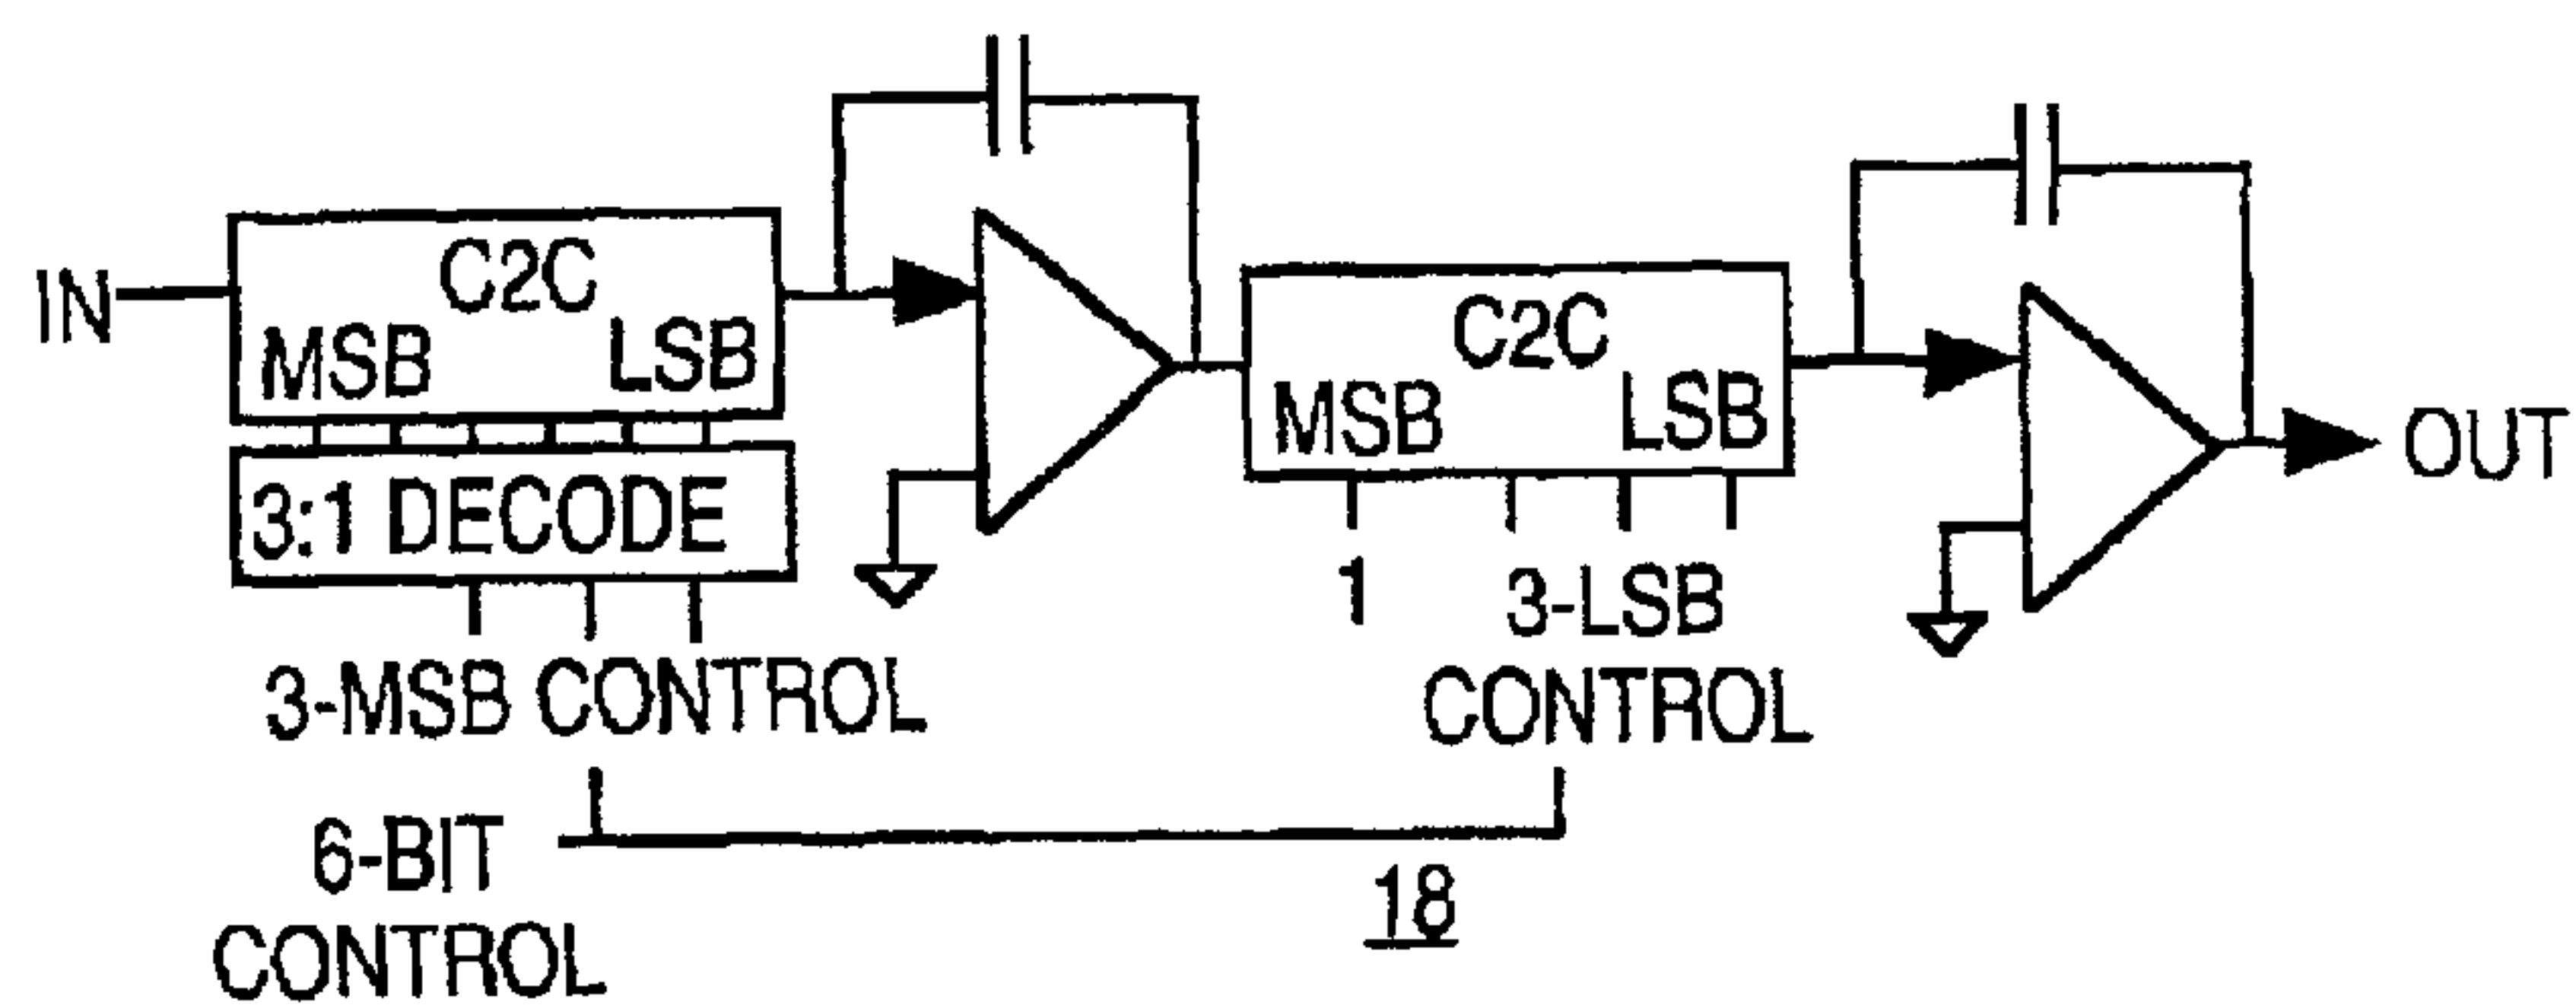 IN
C2C
MSB LSB
3:1 DECODE
3-MSB CONTROL
C2C
MSB LSB
1
3-LSB
CONTROL
OUT
6-BIT
CONTROL
18